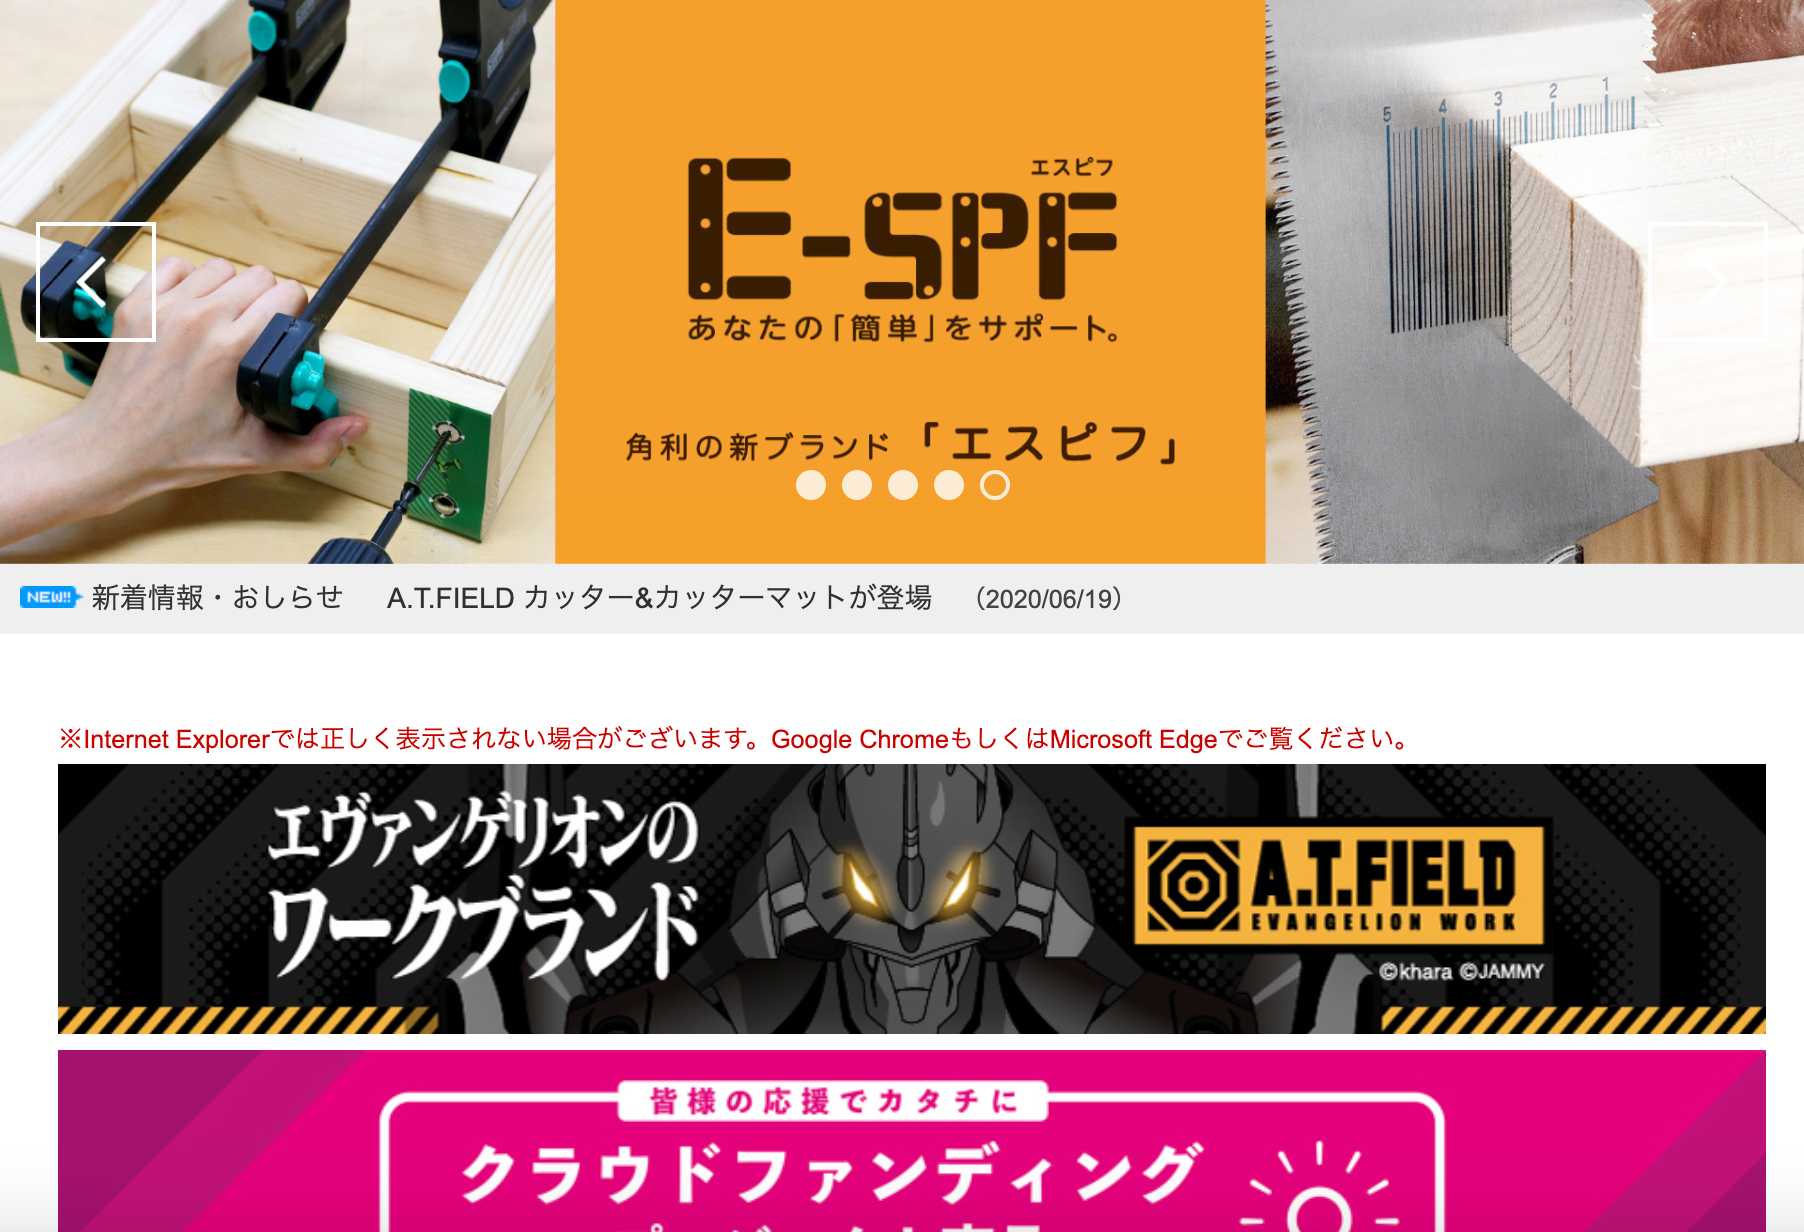 エスピフ
E-SPF
あなたの「簡単」をサポート。
角利の新ブランド「エスピフ」
5 4 3 2 1
NEW!! 新着情報・おしらせ A.T.FIELD カッター&カッターマットが登場 （2020/06/19）
※Internet Explorerでは正しく表示されない場合がございます。Google ChromeもしくはMicrosoft Edgeでご覧ください。
エヴァンゲリオンの
ワークブランド
A.T.FIELD
EVANGELION WORK
©khara ©JAMMY
皆様の応援でカタチに
クラウドファンディング